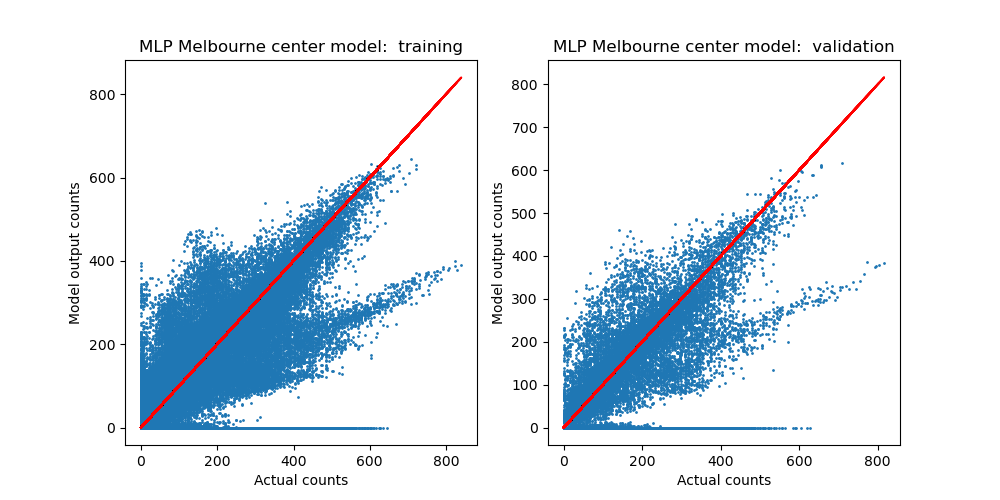 MLP Melbourne center model:  training
800
600
400
200
0
0 200 400 600 800
Model output counts
Actual counts
MLP Melbourne center model:  validation
800
700
600
500
400
300
200
100
0
0 200 400 600 800
Model output counts
Actual counts